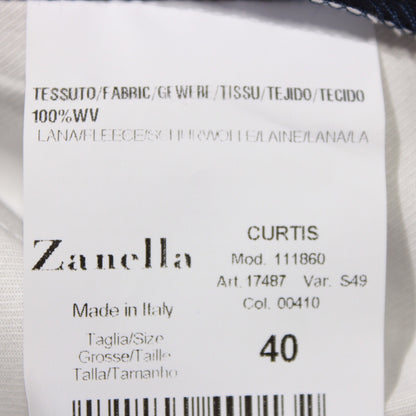 TESSUTO/FABRIC/GEWEBE/TISSU/TEJIDO/TECIDO
100%WV
LANA/FLEECE/SCHURWOLLE/LAINE/LANA/LA
Zanella
CURTIS
Mod. 111860
Art. 17487 Var. S49
Col. 00410
Made in Italy
Taglia/Size
Grosse/Taille
Talla/Tamanho
40